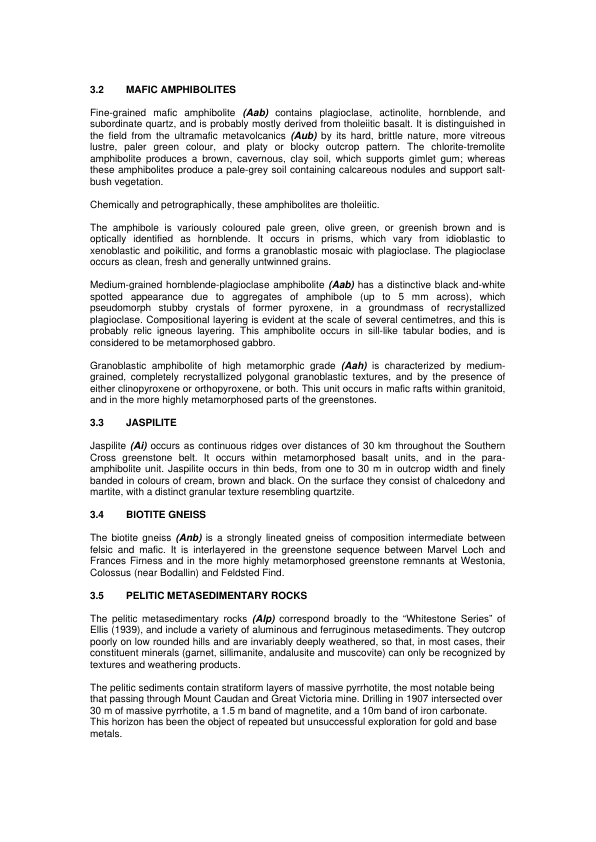 3.2 MAFIC AMPHIBOLITES
Fine-grained mafic amphibolite (Aab) contains plagioclase, actinolite, hornblende, and
subordinate quartz, and is probably mostly derived from tholeiitic basalt. It is distinguished in
the field from the ultramafic metavolcanics (Aub) by its hard, brittle nature, more vitreous
lustre, paler green colour, and platy or blocky outcrop pattern. The chlorite-tremolite
amphibolite produces a brown, cavernous, clay soil, which supports gimlet gum; whereas
these amphibolites produce a pale-grey soil containing calcareous nodules and support salt-
bush vegetation.
Chemically and petrographically, these amphibolites are tholeiitic.
The amphibole is variously coloured pale green, olive green, or greenish brown and is
optically identified as hornblende. It occurs in prisms, which vary from idioblastic to
xenoblastic and poikilitic, and forms a granoblastic mosaic with plagioclase. The plagioclase
occurs as clean, fresh and generally untwinned grains.
Medium-grained hornblende-plagioclase amphibolite (Aab) has a distinctive black and-white
spotted appearance due to aggregates of amphibole (up to 5 mm across), which
pseudomorph stubby crystals of former pyroxene, in a groundmass of recrystallized
plagioclase. Compositional layering is evident at the scale of several centimetres, and this is
probably relic igneous layering. This amphibolite occurs in sill-like tabular bodies, and is
considered to be metamorphosed gabbro.
Granoblastic amphibolite of high metamorphic grade (Aah) is characterized by medium-
grained, completely recrystallized polygonal granoblastic textures, and by the presence of
either clinopyroxene or orthopyroxene, or both. This unit occurs in mafic rafts within granitoid,
and in the more highly metamorphosed parts of the greenstones.
3.3 JASPILITE
Jaspilite (Ai) occurs as continuous ridges over distances of 30 km throughout the Southern
Cross greenstone belt. It occurs within metamorphosed basalt units, and in the para-
amphibolite unit. Jaspilite occurs in thin beds, from one to 30 m in outcrop width and finely
banded in colours of cream, brown and black. On the surface they consist of chalcedony and
martite, with a distinct granular texture resembling quartzite.
3.4 BIOTITE GNEISS
The biotite gneiss (Anb) is a strongly lineated gneiss of composition intermediate between
felsic and mafic. It is interlayered in the greenstone sequence between Marvel Loch and
Frances Firness and in the more highly metamorphosed greenstone remnants at Westonia,
Colossus (near Bodallin) and Feldsted Find.
3.5 PELITIC METASEDIMENTARY ROCKS
The pelitic metasedimentary rocks (Alp) correspond broadly to the “Whitestone Series” of
Ellis (1939), and include a variety of aluminous and ferruginous metasediments. They outcrop
poorly on low rounded hills and are invariably deeply weathered, so that, in most cases, their
constituent minerals (garnet, sillimanite, andalusite and muscovite) can only be recognized by
textures and weathering products.
The pelitic sediments contain stratiform layers of massive pyrrhotite, the most notable being
that passing through Mount Caudan and Great Victoria mine. Drilling in 1907 intersected over
30 m of massive pyrrhotite, a 1.5 m band of magnetite, and a 10m band of iron carbonate.
This horizon has been the object of repeated but unsuccessful exploration for gold and base
metals.